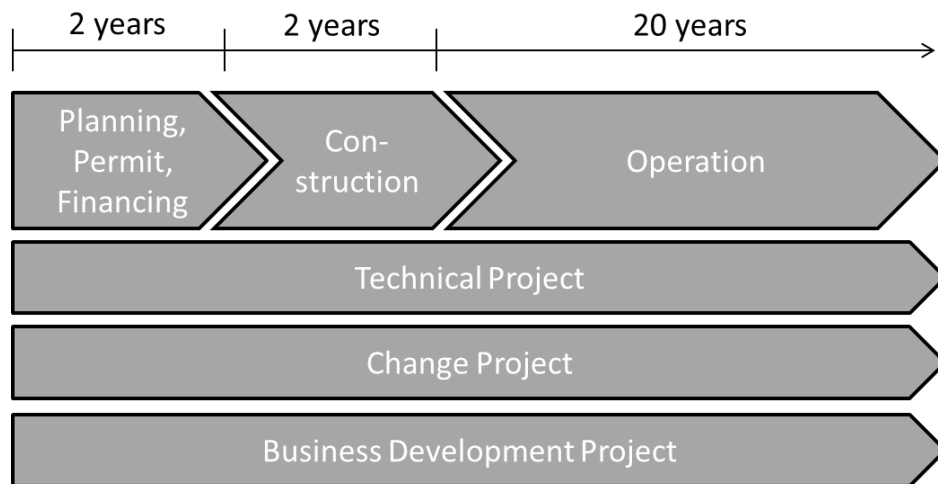 2 years
2 years
20 years
Planning,
Permit,
Financing
Con-
struction
Operation
Technical Project
Change Project
Business Development Project